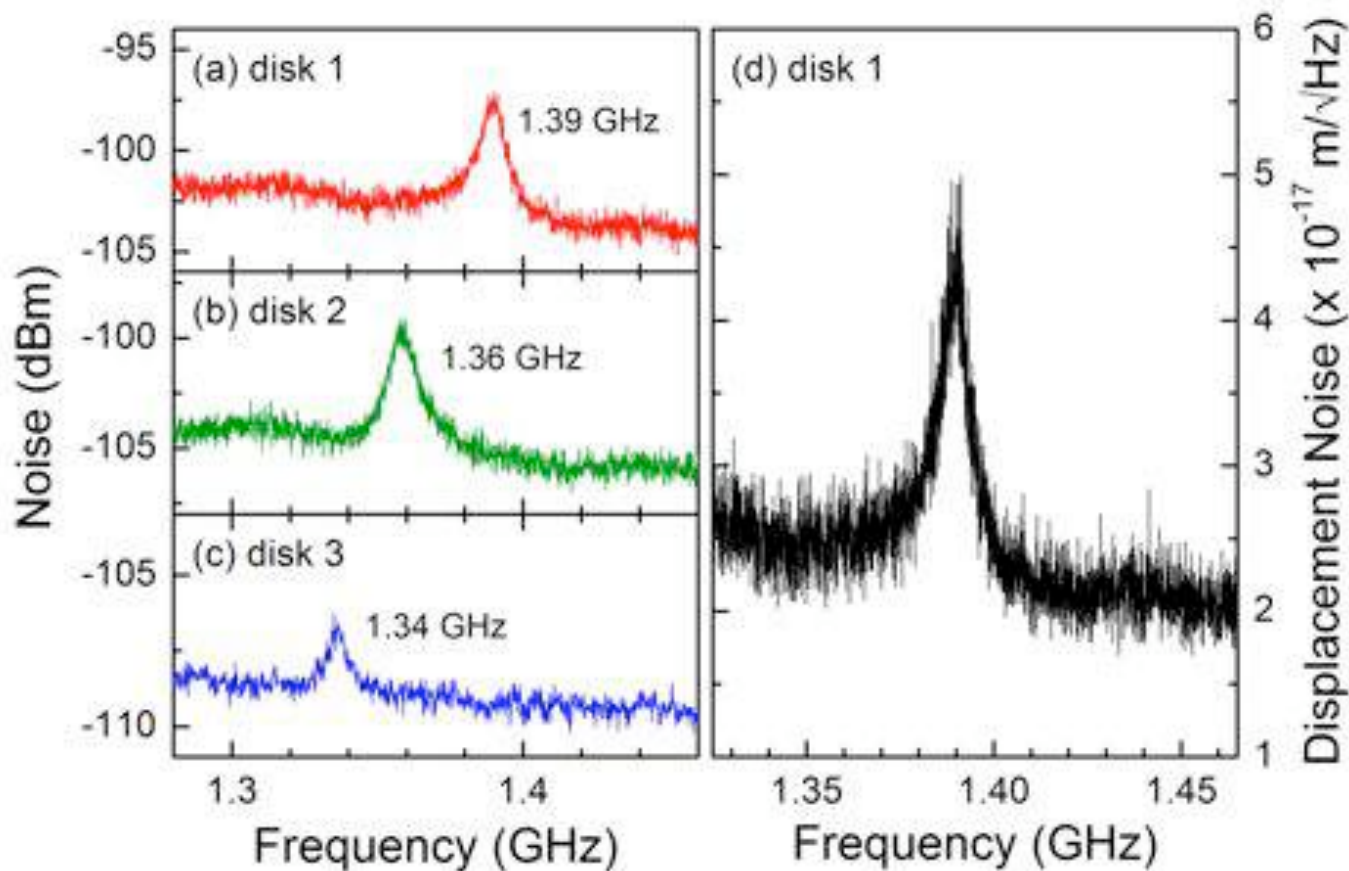 Noise (dBm)
-95
-100
-105
(a) disk 1
1.39 GHz
-100
-105
(b) disk 2
1.36 GHz
-105
-110
(c) disk 3
1.34 GHz
1.3
1.4
Frequency (GHz)
(d) disk 1
6
5
4
3
2
1
Displacement Noise (x 10⁻¹⁷ m/√Hz)
1.35
1.40
1.45
Frequency (GHz)